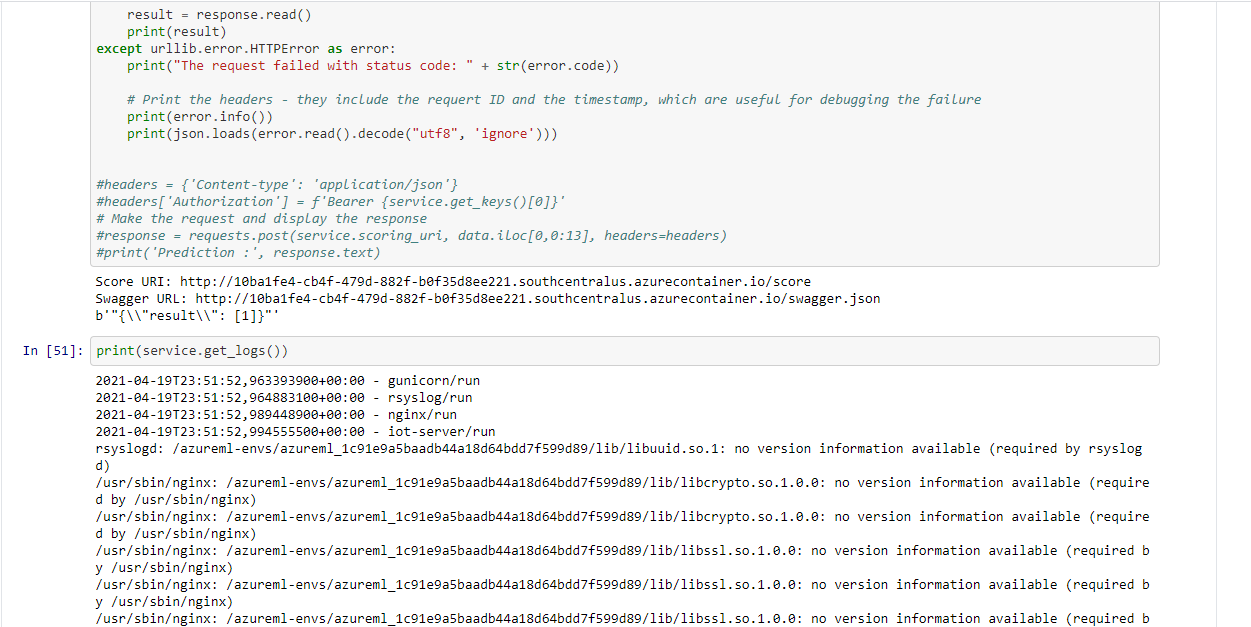 result = response.read()
print(result)
except urllib.error.HTTPError as error:
print("The request failed with status code: " + str(error.code))
# Print the headers - they include the requert ID and the timestamp, which are useful for debugging the failure
print(error.info())
print(json.loads(error.read().decode("utf8", 'ignore')))
#headers = {'Content-type': 'application/json'}
#headers['Authorization'] = f'Bearer {service.get_keys()[0]}'
# Make the request and display the response
#response = requests.post(service.scoring_uri, data.iloc[0,0:13], headers=headers)
#print('Prediction :', response.text)
Score URI: http://10ba1fe4-cb4f-479d-882f-b0f35d8ee221.southcentralus.azurecontainer.io/score
Swagger URL: http://10ba1fe4-cb4f-479d-882f-b0f35d8ee221.southcentralus.azurecontainer.io/swagger.json
b'"{\\"result\\": [1]}"'
In [51]: print(service.get_logs())
2021-04-19T23:51:52,963393900+00:00 - gunicorn/run
2021-04-19T23:51:52,964883100+00:00 - rsyslog/run
2021-04-19T23:51:52,989448900+00:00 - nginx/run
2021-04-19T23:51:52,994555500+00:00 - iot-server/run
rsyslogd: /azureml-envs/azureml_1c91e9a5baadb44a18d64bdd7f599d89/lib/libuuid.so.1: no version information available (required by rsyslog
d)
/usr/sbin/nginx: /azureml-envs/azureml_1c91e9a5baadb44a18d64bdd7f599d89/lib/libcrypto.so.1.0.0: no version information available (require
d by /usr/sbin/nginx)
/usr/sbin/nginx: /azureml-envs/azureml_1c91e9a5baadb44a18d64bdd7f599d89/lib/libcrypto.so.1.0.0: no version information available (require
d by /usr/sbin/nginx)
/usr/sbin/nginx: /azureml-envs/azureml_1c91e9a5baadb44a18d64bdd7f599d89/lib/libssl.so.1.0.0: no version information available (required b
y /usr/sbin/nginx)
/usr/sbin/nginx: /azureml-envs/azureml_1c91e9a5baadb44a18d64bdd7f599d89/lib/libssl.so.1.0.0: no version information available (required b
y /usr/sbin/nginx)
/usr/sbin/nginx: /azureml-envs/azureml_1c91e9a5baadb44a18d64bdd7f599d89/lib/libssl.so.1.0.0: no version information available (required b